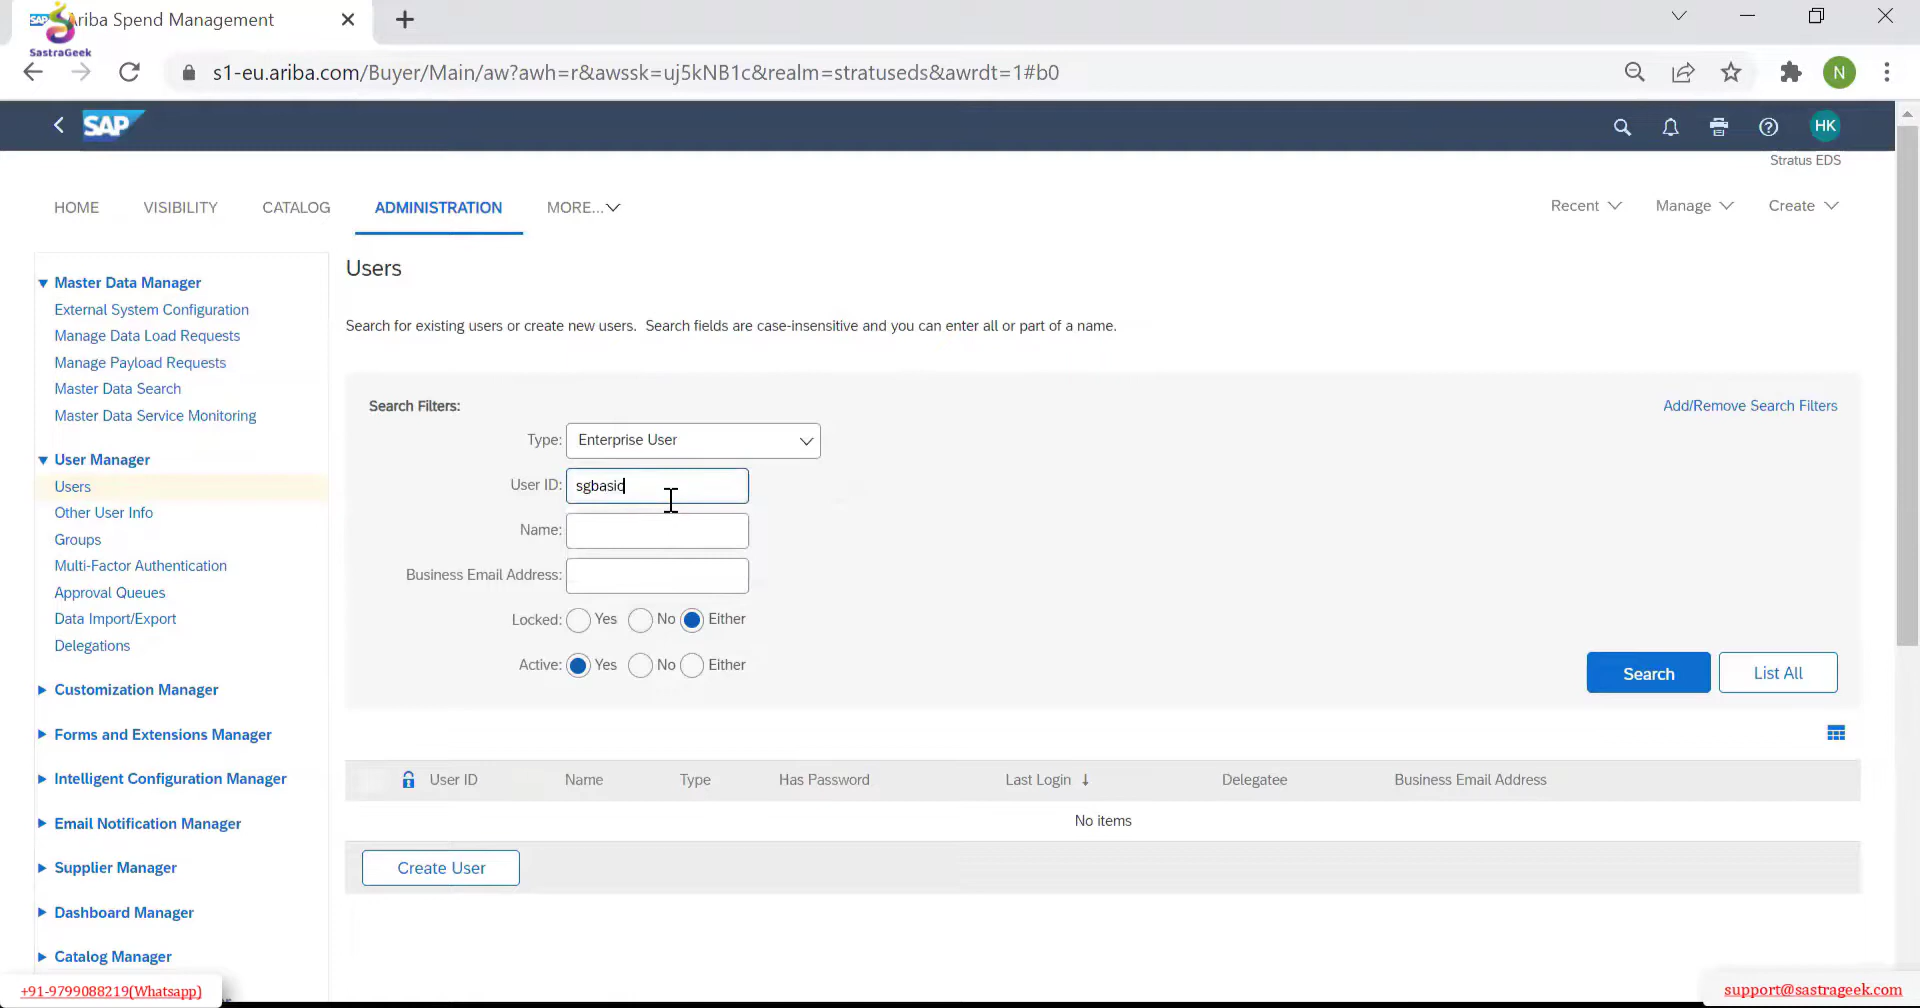 Ariba Spend Management
SastraGeek
s1-eu.ariba.com/Buyer/Main/aw?awh=r&awssk=uj5kNB1c&realm=stratuseds&awrdt=1#b0
N
SAP
HK
Stratus EDS
HOME
VISIBILITY
CATALOG
ADMINISTRATION
MORE...
Recent
Manage
Create
Master Data Manager
External System Configuration
Manage Data Load Requests
Manage Payload Requests
Master Data Search
Master Data Service Monitoring
User Manager
Users
Other User Info
Groups
Multi-Factor Authentication
Approval Queues
Data Import/Export
Delegations
Customization Manager
Forms and Extensions Manager
Intelligent Configuration Manager
Email Notification Manager
Supplier Manager
Dashboard Manager
Catalog Manager
Users
Search for existing users or create new users. Search fields are case-insensitive and you can enter all or part of a name.
Search Filters:
Add/Remove Search Filters
Type: Enterprise User
User ID: sgbasic
Name:
Business Email Address:
Locked: Yes No Either
Active: Yes No Either
Search
List All
User ID Name Type Has Password Last Login ↓ Delegatee Business Email Address
No items
Create User
+91-9799088219(Whatsapp)
support@sastrageek.com